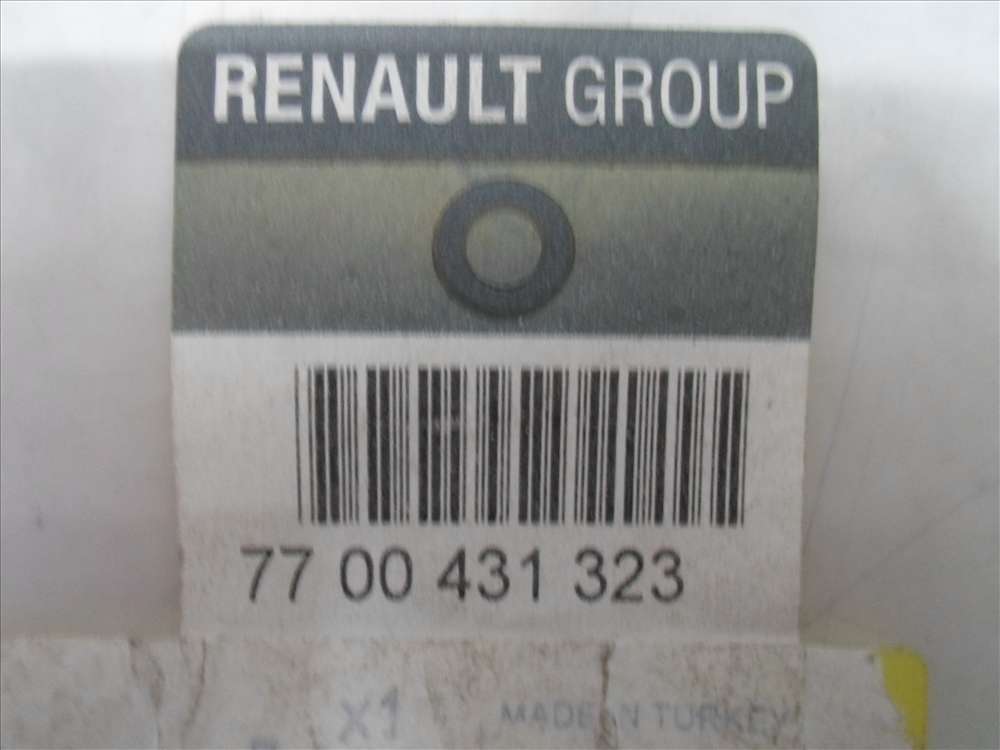 RENAULT GROUP
77 00 431 323
X1 MADE IN TURKEY